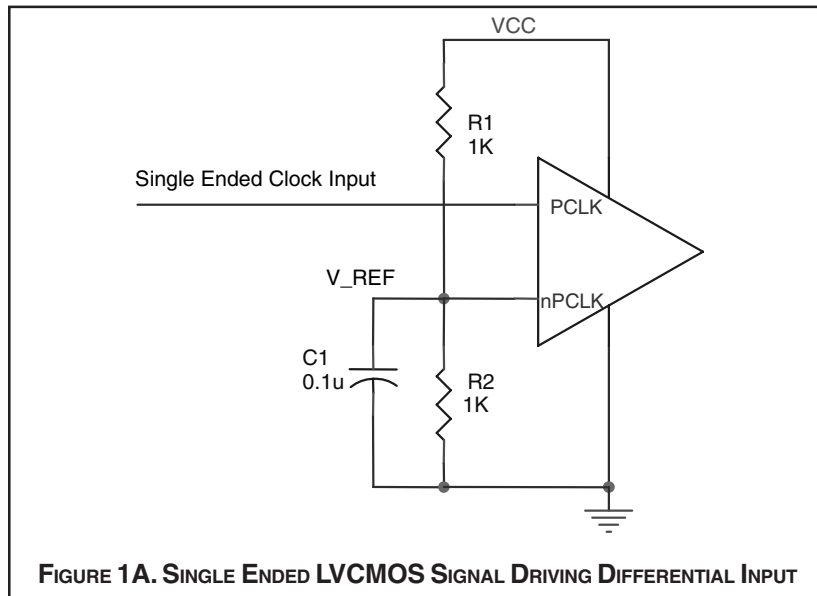 VCC
R1
1K
Single Ended Clock Input
PCLK
V_REF
nPCLK
C1
0.1u
R2
1K
FIGURE 1A. SINGLE ENDED LVCMOS SIGNAL DRIVING DIFFERENTIAL INPUT